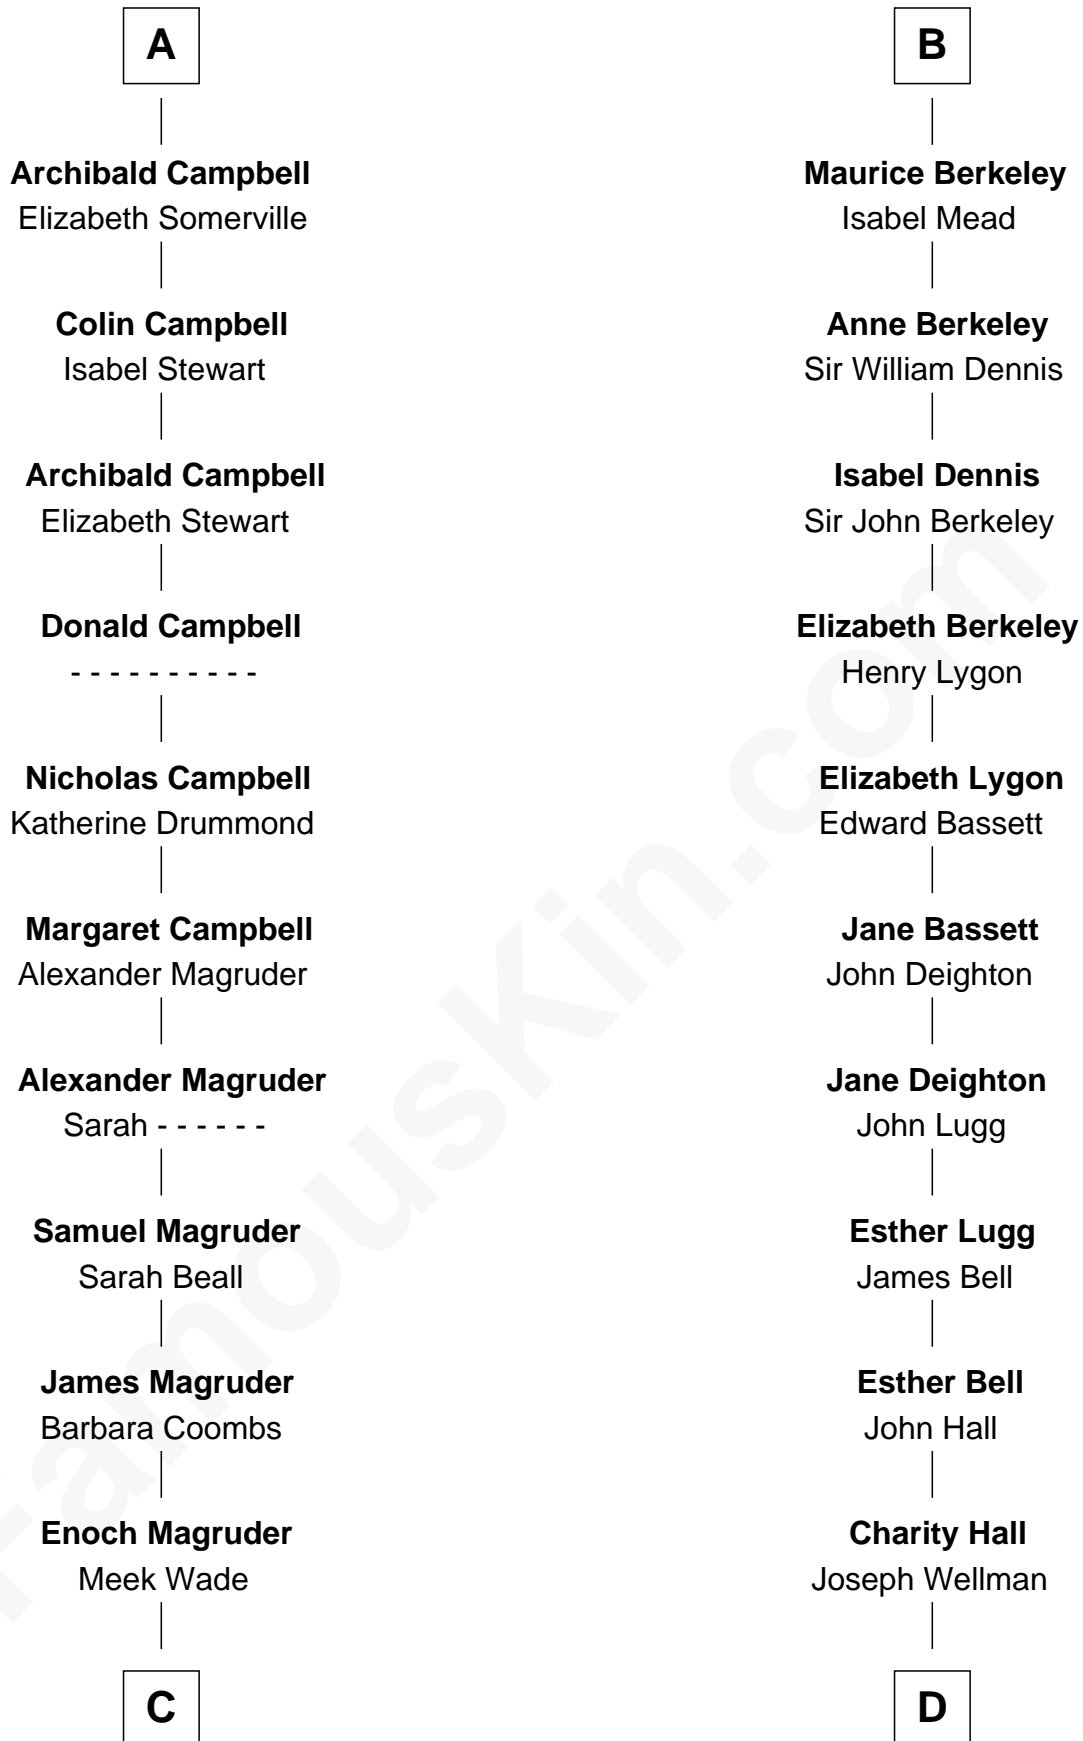 A
Archibald Campbell
Elizabeth Somerville
Colin Campbell
Isabel Stewart
Archibald Campbell
Elizabeth Stewart
Donald Campbell
- - - - - - - - - -
Nicholas Campbell
Katherine Drummond
Margaret Campbell
Alexander Magruder
Alexander Magruder
Sarah - - - - - -
Samuel Magruder
Sarah Beall
James Magruder
Barbara Coombs
Enoch Magruder
Meek Wade
C
B
Maurice Berkeley
Isabel Mead
Anne Berkeley
Sir William Dennis
Isabel Dennis
Sir John Berkeley
Elizabeth Berkeley
Henry Lygon
Elizabeth Lygon
Edward Bassett
Jane Bassett
John Deighton
Jane Deighton
John Lugg
Esther Lugg
James Bell
Esther Bell
John Hall
Charity Hall
Joseph Wellman
D
FamousKin.com